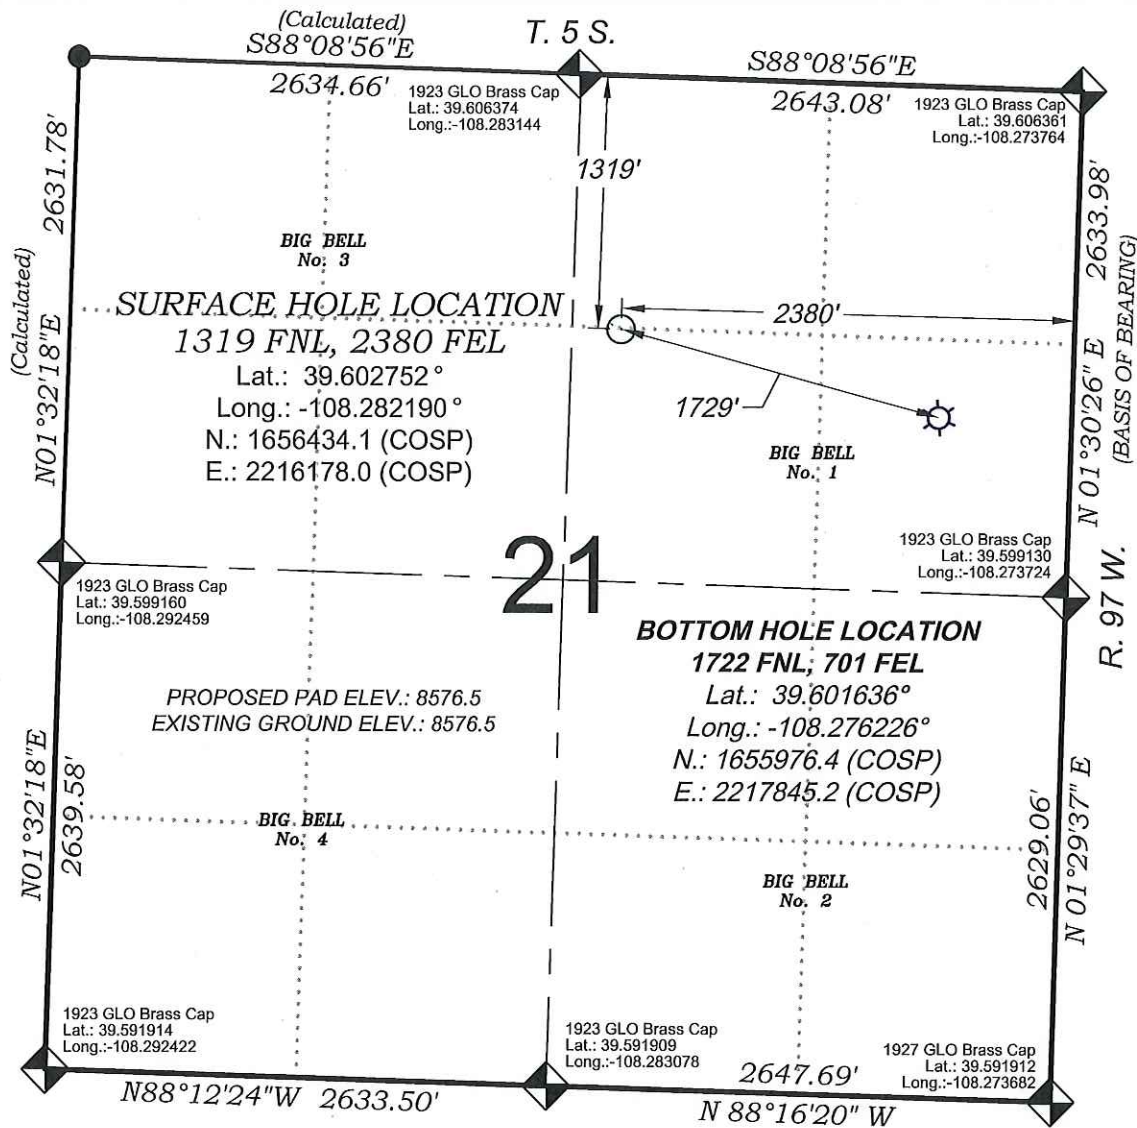 (Calculated)
S88°08'56"E
T. 5 S.
S88°08'56"E
2634.66'
2643.08'
1923 GLO Brass Cap
Lat.: 39.606374
Long.:-108.283144
1923 GLO Brass Cap
Lat.: 39.606361
Long.:-108.273764
2631.78'
1319'
2633.98'
BIG BELL
No. 3
(Calculated)
N01°32'18"E
(BASIS OF BEARING)
N 01°30'26" E
SURFACE HOLE LOCATION
1319 FNL, 2380 FEL
Lat.: 39.602752°
Long.: -108.282190°
N.: 1656434.1 (COSP)
E.: 2216178.0 (COSP)
2380'
1729'
BIG BELL
No. 1
1923 GLO Brass Cap
Lat.: 39.599130
Long.:-108.273724
1923 GLO Brass Cap
Lat.: 39.599160
Long.:-108.292459
21
R. 97 W.
BOTTOM HOLE LOCATION
1722 FNL, 701 FEL
Lat.: 39.601636°
Long.: -108.276226°
N.: 1655976.4 (COSP)
E.: 2217845.2 (COSP)
PROPOSED PAD ELEV.: 8576.5
EXISTING GROUND ELEV.: 8576.5
N01°32'18"E
2639.58'
BIG BELL
No. 4
2629.06'
N 01°29'37" E
BIG BELL
No. 2
1923 GLO Brass Cap
Lat.: 39.591914
Long.:-108.292422
1923 GLO Brass Cap
Lat.: 39.591909
Long.:-108.283078
1927 GLO Brass Cap
Lat.: 39.591912
Long.:-108.273682
2647.69'
N88°12'24"W 2633.50'
N 88°16'20" W